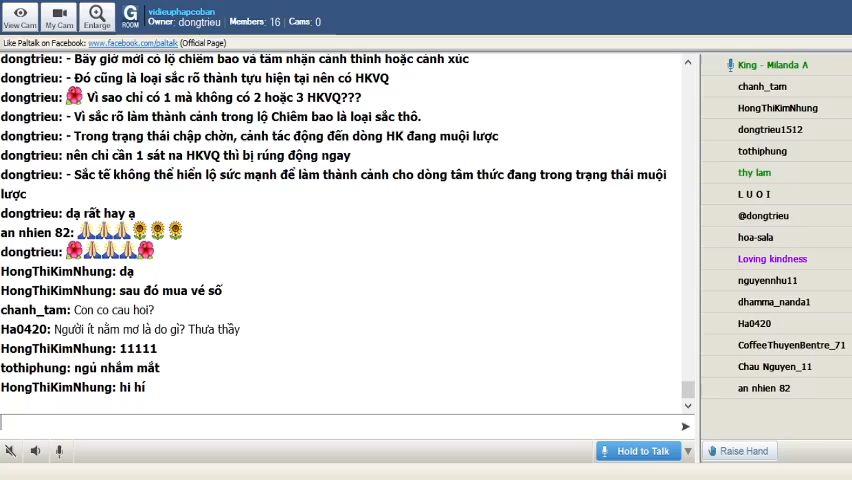 View Cam
My Cam
Enlarge
G
ROOM
vidieuphapcoban
Owner: dongtrieu Members: 16 Cams: 0
Like Paltalk on Facebook: www.facebook.com/paltalk (Official Page)
dongtrieu: - Bây giờ mới có lộ chiêm bao và tâm nhận cảnh thinh hoặc cảnh xúc
dongtrieu: - Đó cũng là loại sắc rõ thành tựu hiện tại nên có HKVQ
dongtrieu: Vì sao chỉ có 1 mà không có 2 hoặc 3 HKVQ???
dongtrieu: - Vì sắc rõ làm thành cảnh trong lộ Chiêm bao là loại sắc thô.
dongtrieu: - Trong trạng thái chập chờn, cảnh tác động đến dòng HK đang muội lược
dongtrieu: nên chỉ cần 1 sát na HKVQ thì bị rúng động ngay
dongtrieu: - Sắc tế không thể hiển lộ sức mạnh để làm thành cảnh cho dòng tâm thức đang trong trạng thái muội
lược
dongtrieu: dạ rất hay ạ
an nhien 82:
dongtrieu:
HongThiKimNhung: dạ
HongThiKimNhung: sau đó mua vé số
chanh_tam: Con co cau hoi?
Ha0420: Người ít nằm mơ là do gì? Thưa thầy
HongThiKimNhung: 11111
tothiphung: ngủ nhắm mắt
HongThiKimNhung: hi hí
Hold to Talk
King - Milanda A
chanh_tam
HongThiKimNhung
dongtrieu1512
tothiphung
thy lam
L U O I
@dongtrieu
hoa-sala
Loving kindness
nguyennhu11
dhamma_nanda1
Ha0420
CoffeeThuyenBentre_71
Chau Nguyen_11
an nhien 82
Raise Hand